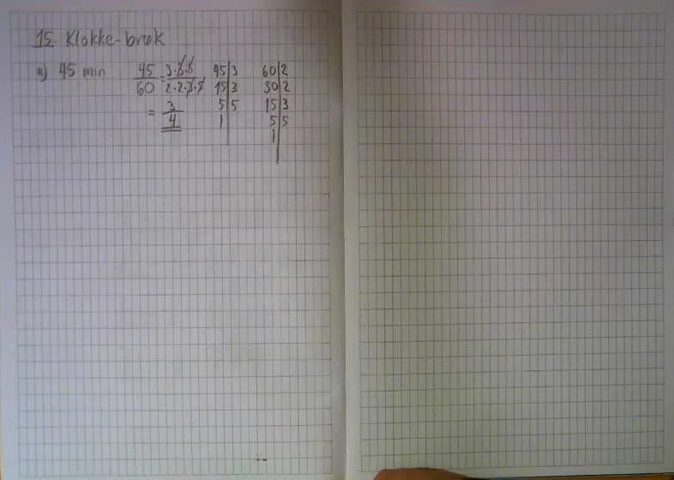 15. Klokke-brøk
a) 45 min 45/60 = 3·3·5/2·2·3·5 45|3 60|2
15|3 30|2
= 3/4 5|5 15|3
1 5|5
1